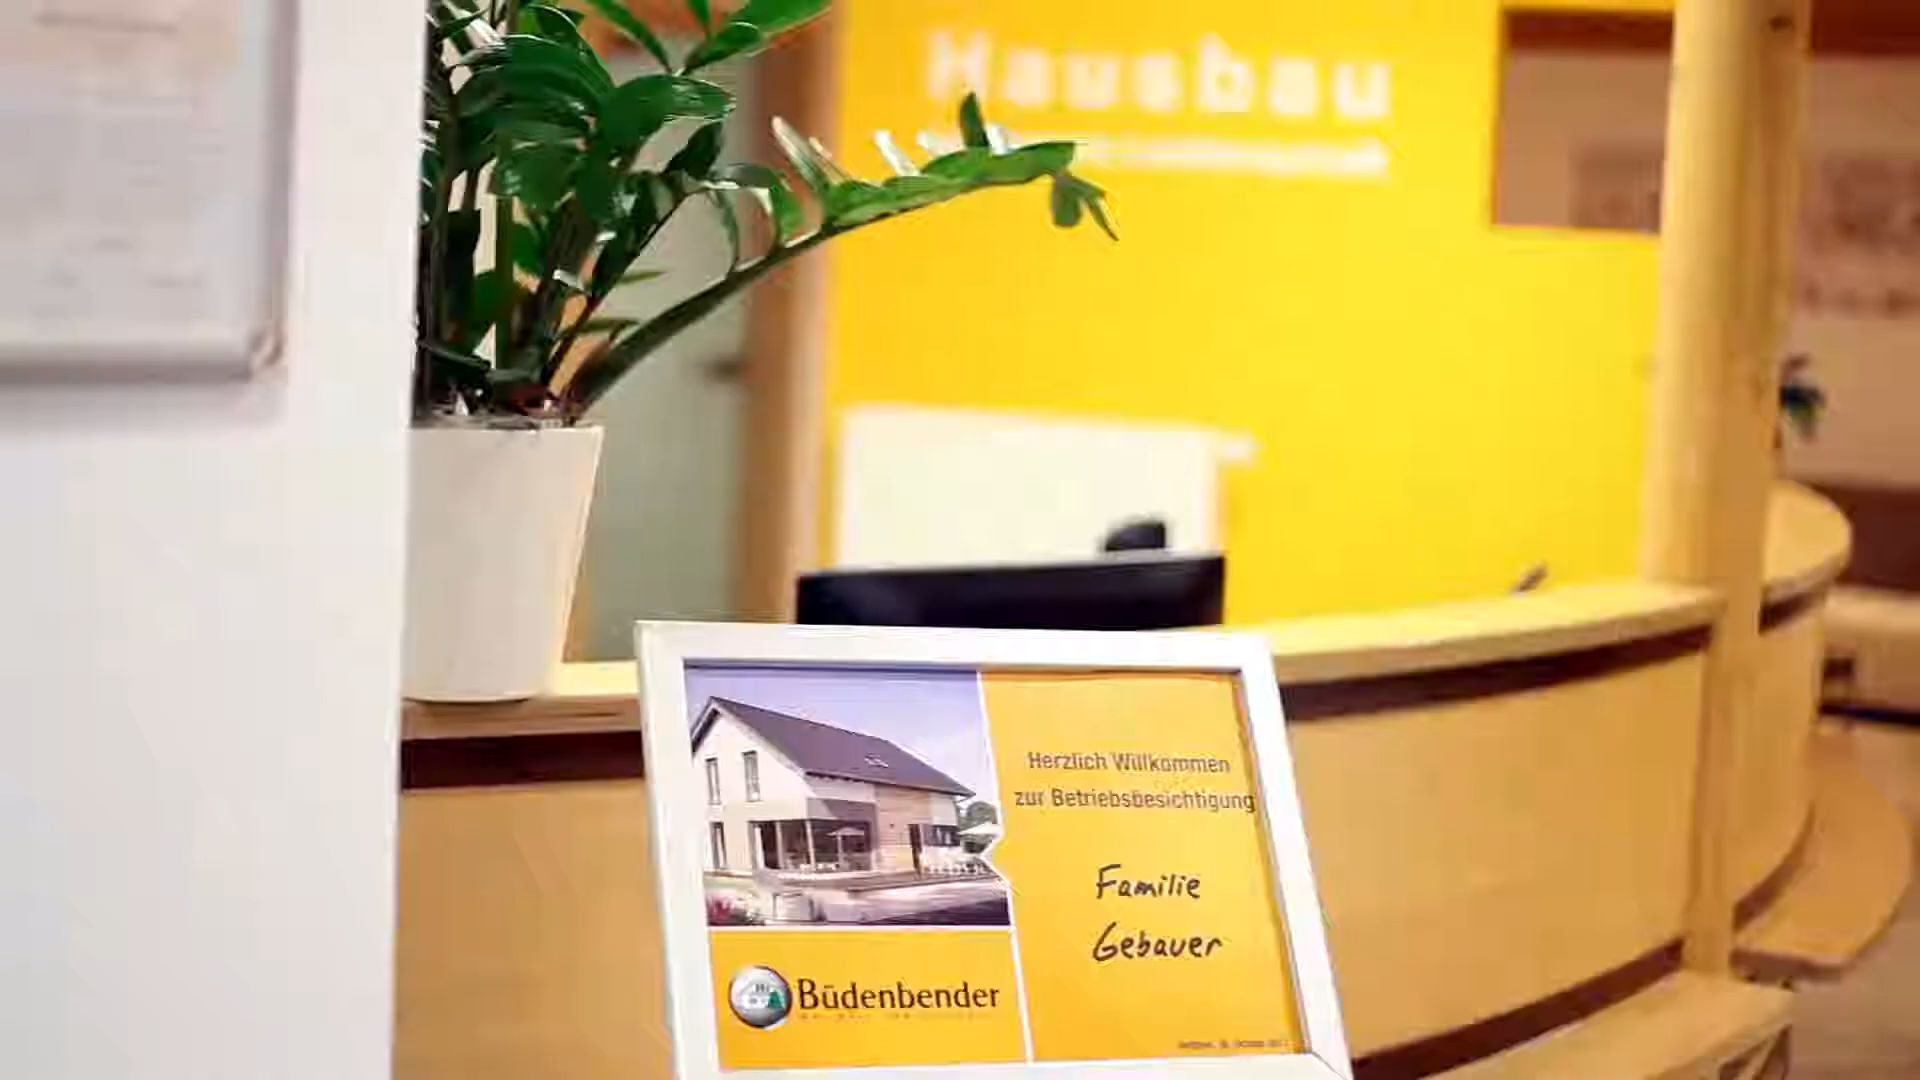 Hausbau
Herzlich Willkommen
zur Betriebsbesichtigung
Familie
Gebauer
Büdenbender